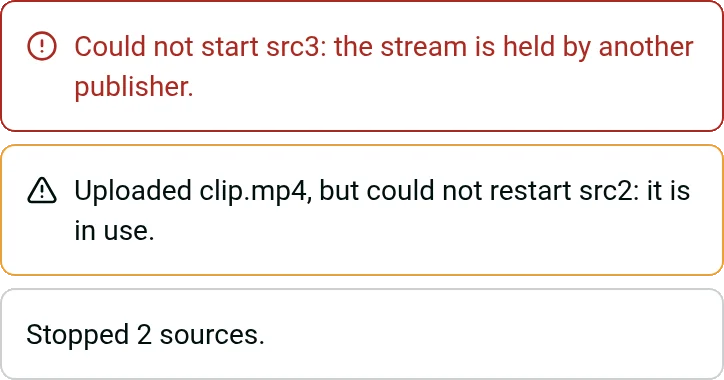 Could not start src3: the stream is held by another
publisher.
Uploaded clip.mp4, but could not restart src2: it is
in use.
Stopped 2 sources.